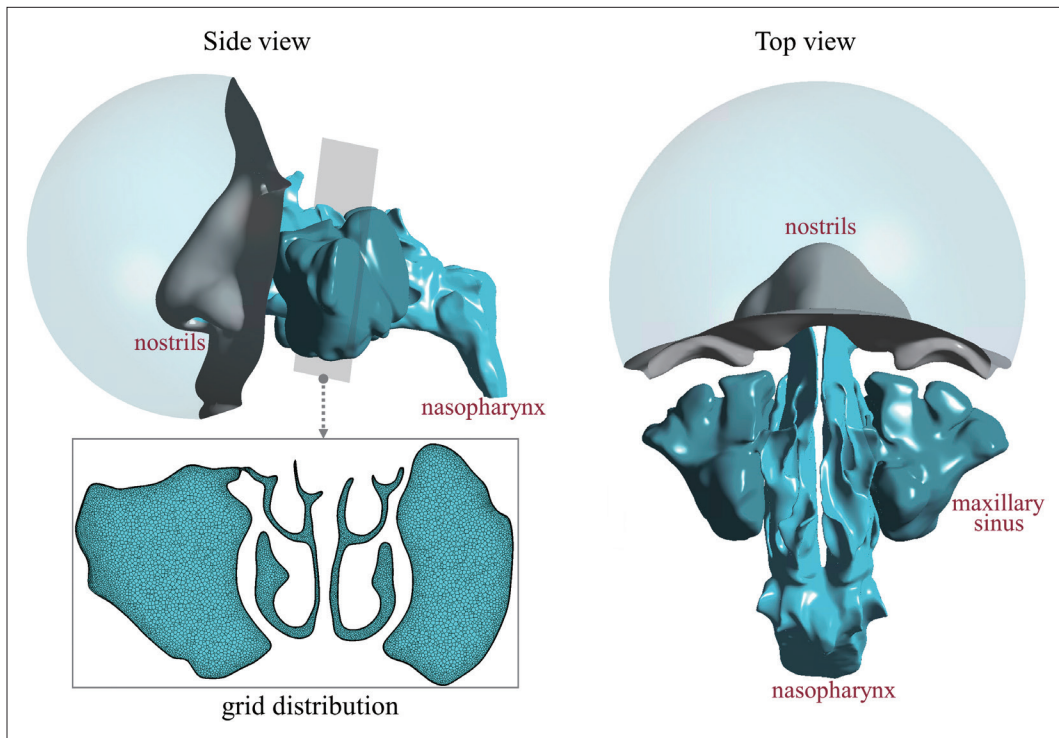 Side view
Top view
nostrils
nostrils
nasopharynx
maxillary
sinus
nasopharynx
grid distribution